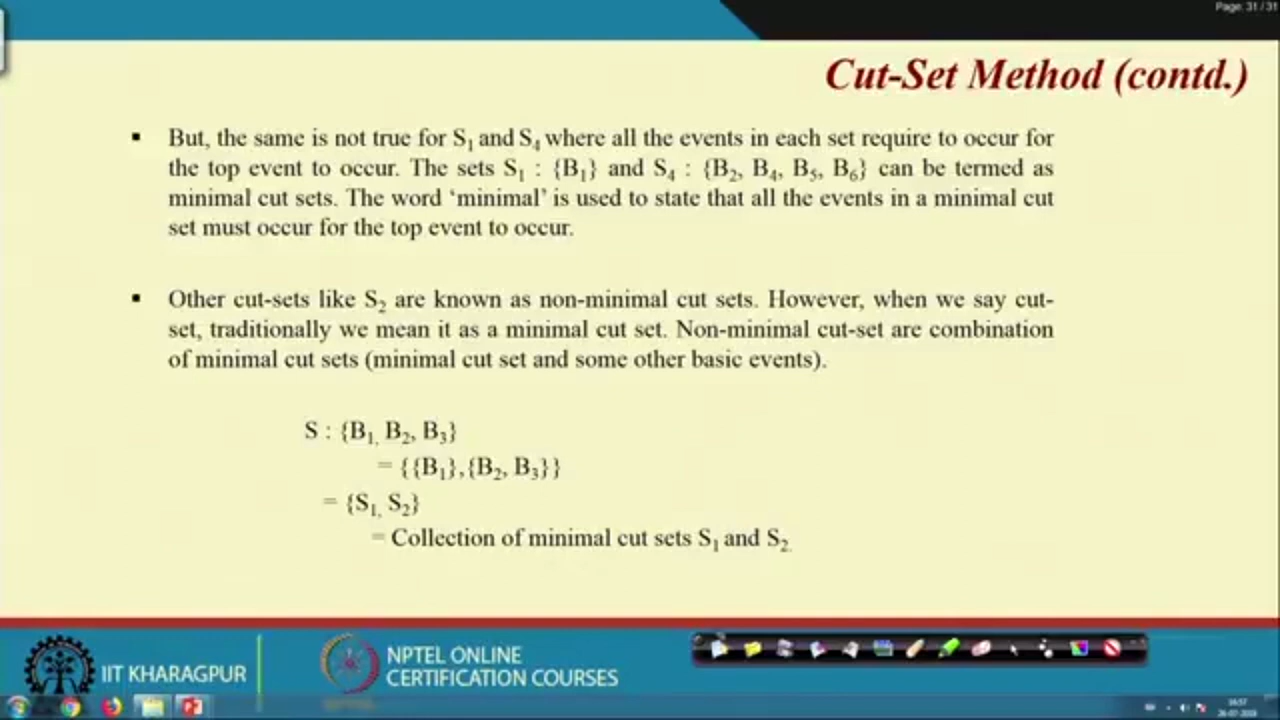 Page: 31 / 31
Cut-Set Method (contd.)
▪ But, the same is not true for S₁ and S₄ where all the events in each set require to occur for
the top event to occur. The sets S₁ : {B₁} and S₄ : {B₂, B₄, B₅, B₆} can be termed as
minimal cut sets. The word ‘minimal’ is used to state that all the events in a minimal cut
set must occur for the top event to occur.
▪ Other cut-sets like S₂ are known as non-minimal cut sets. However, when we say cut-
set, traditionally we mean it as a minimal cut set. Non-minimal cut-set are combination
of minimal cut sets (minimal cut set and some other basic events).
S : {B₁, B₂, B₃}
= {{B₁},{B₂, B₃}}
= {S₁, S₂}
= Collection of minimal cut sets S₁ and S₂.
IIT KHARAGPUR
NPTEL ONLINE
CERTIFICATION COURSES